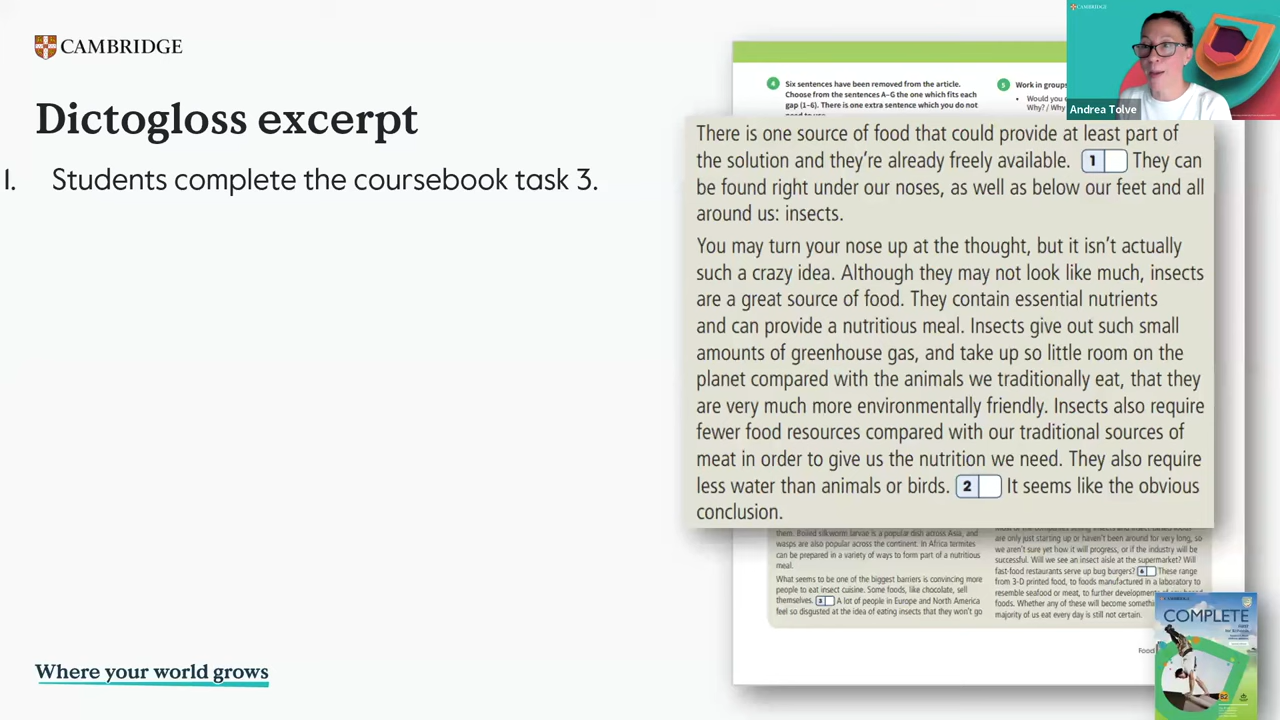 CAMBRIDGE
Dictogloss excerpt
1. Students complete the coursebook task 3.
Where your world grows
4 Six sentences have been removed from the article.
Choose from the sentences A–G the one which fits each
gap (1–6). There is one extra sentence which you do not
need to use.
5 Work in groups
• Would you
Why? / Why
There is one source of food that could provide at least part of
the solution and they're already freely available. 1 They can
be found right under our noses, as well as below our feet and all
around us: insects.
You may turn your nose up at the thought, but it isn't actually
such a crazy idea. Although they may not look like much, insects
are a great source of food. They contain essential nutrients
and can provide a nutritious meal. Insects give out such small
amounts of greenhouse gas, and take up so little room on the
planet compared with the animals we traditionally eat, that they
are very much more environmentally friendly. Insects also require
fewer food resources compared with our traditional sources of
meat in order to give us the nutrition we need. They also require
less water than animals or birds. 2 It seems like the obvious
conclusion.
them. Boiled silkworm larvae is a popular dish across Asia, and
wasps are also popular across the continent. In Africa termites
can be prepared in a variety of ways to form part of a nutritious
meal.
What seems to be one of the biggest barriers is convincing more
people to eat insect cuisine. Some foods, like chocolate, sell
themselves. 3 A lot of people in Europe and North America
feel so disgusted at the idea of eating insects that they won't go
are only just starting up or haven't been around for very long, so
we aren't sure yet how it will progress, or if the industry will be
successful. Will we see an insect aisle at the supermarket? Will
fast-food restaurants serve up bug burgers? 6 These range
from 3-D printed food, to foods manufactured in a laboratory to
resemble seafood or meat, to further developments
foods. Whether any of these will become something
majority of us eat every day is still not certain.
Food
CAMBRIDGE
Andrea Tolve
COMPLETE
B2